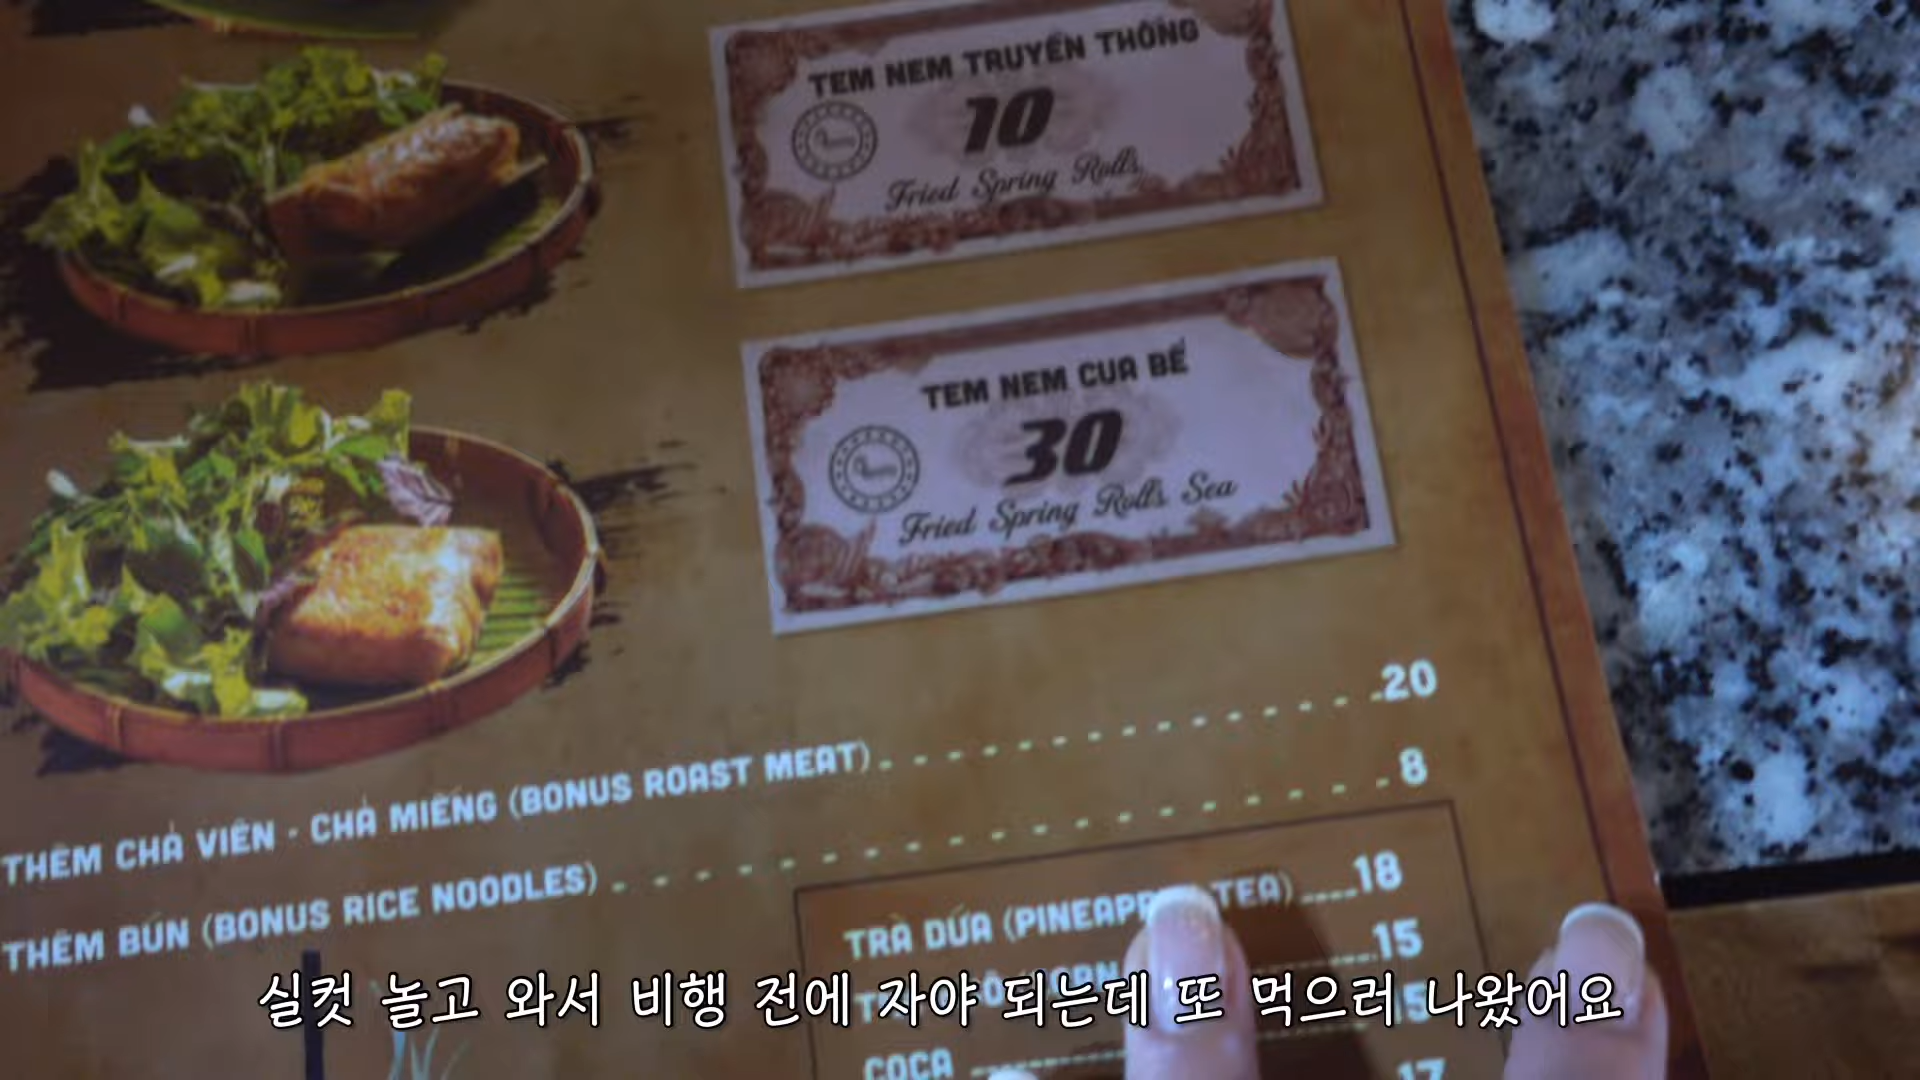 TEM NEM TRUYỀN THỐNG
10
Fried Spring Rolls
TEM NEM CUA BỂ
30
Fried Spring Rolls Sea
THÊM CHẢ VIÊN - CHẢ MIẾNG (BONUS ROAST MEAT) 20
THÊM BÚN (BONUS RICE NOODLES) 8
TRÀ DỨA (PINEAPP TEA) 18
15
COCA
17
실컷 놀고 와서 비행 전에 자야 되는데 또 먹으러 나왔어요